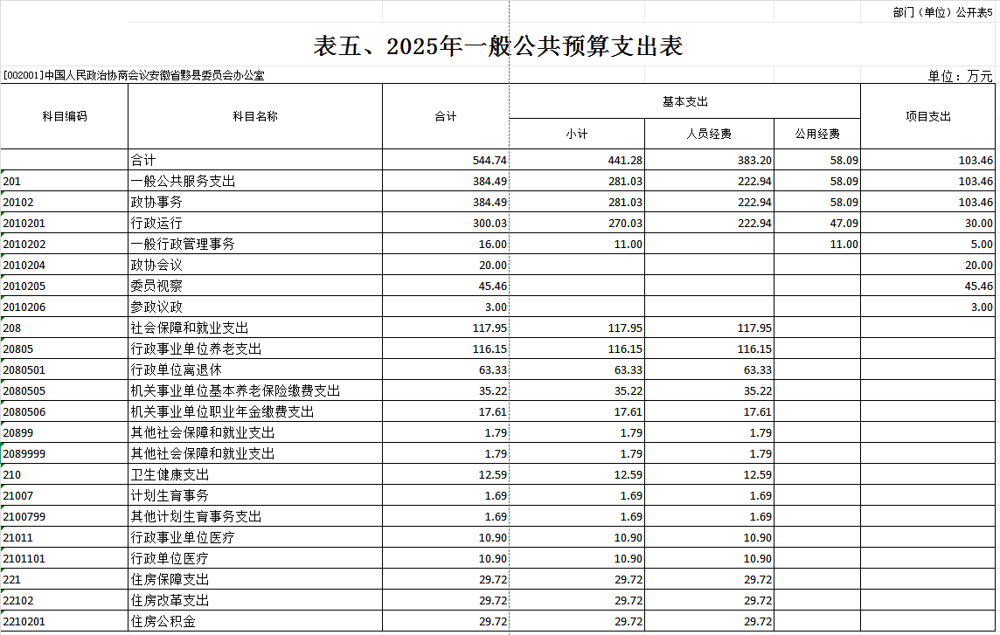 部门（单位）公开表5
表五、2025年一般公共预算支出表
[002001]中国人民政治协商会议安徽省黟县委员会办公室 单位：万元
科目编码 科目名称 合计 基本支出 项目支出
小计 人员经费 公用经费
合计 544.74 441.28 383.20 58.09 103.46
201 一般公共服务支出 384.49 281.03 222.94 58.09 103.46
20102 政协事务 384.49 281.03 222.94 58.09 103.46
2010201 行政运行 300.03 270.03 222.94 47.09 30.00
2010202 一般行政管理事务 16.00 11.00 11.00 5.00
2010204 政协会议 20.00 20.00
2010205 委员视察 45.46 45.46
2010206 参政议政 3.00 3.00
208 社会保障和就业支出 117.95 117.95 117.95
20805 行政事业单位养老支出 116.15 116.15 116.15
2080501 行政单位离退休 63.33 63.33 63.33
2080505 机关事业单位基本养老保险缴费支出 35.22 35.22 35.22
2080506 机关事业单位职业年金缴费支出 17.61 17.61 17.61
20899 其他社会保障和就业支出 1.79 1.79 1.79
2089999 其他社会保障和就业支出 1.79 1.79 1.79
210 卫生健康支出 12.59 12.59 12.59
21007 计划生育事务 1.69 1.69 1.69
2100799 其他计划生育事务支出 1.69 1.69 1.69
21011 行政事业单位医疗 10.90 10.90 10.90
2101101 行政单位医疗 10.90 10.90 10.90
221 住房保障支出 29.72 29.72 29.72
22102 住房改革支出 29.72 29.72 29.72
2210201 住房公积金 29.72 29.72 29.72